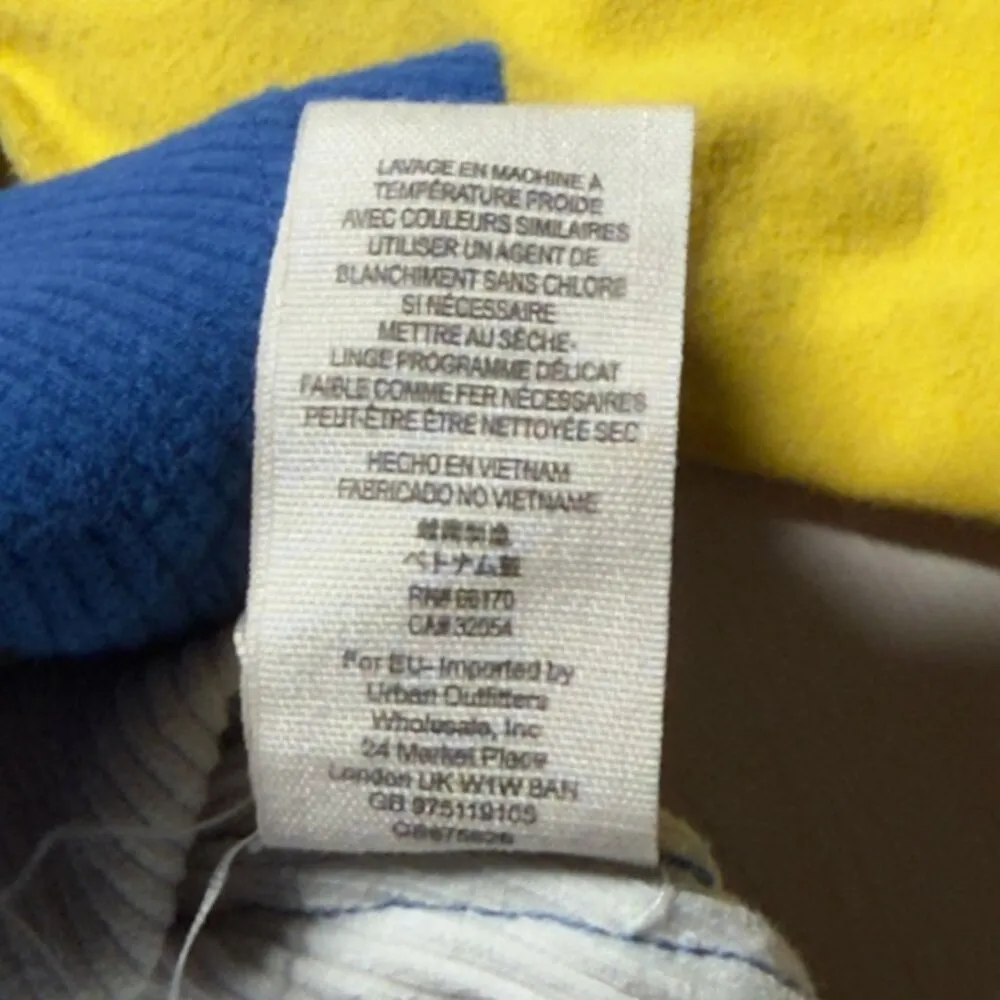 LAVAGE EN MACHINE À
TEMPÉRATURE FROIDE
AVEC COULEURS SIMILAIRES
UTILISER UN AGENT DE
BLANCHIMENT SANS CHLORE
SI NÉCESSAIRE
METTRE AU SÈCHE-
LINGE PROGRAMME DÉLICAT
FAIBLE COMME FER NÉCESSAIRES
PEUT-ÊTRE ÊTRE NETTOYÉE SEC
HECHO EN VIETNAM
FABRICADO NO VIETNAME
越南製造
ベトナム製
RN# 66170
CA# 32054
For EU- Imported by
Urban Outfitters
Wholesale, Inc
24 Market Place
London UK W1W 8AN
GB 975119105